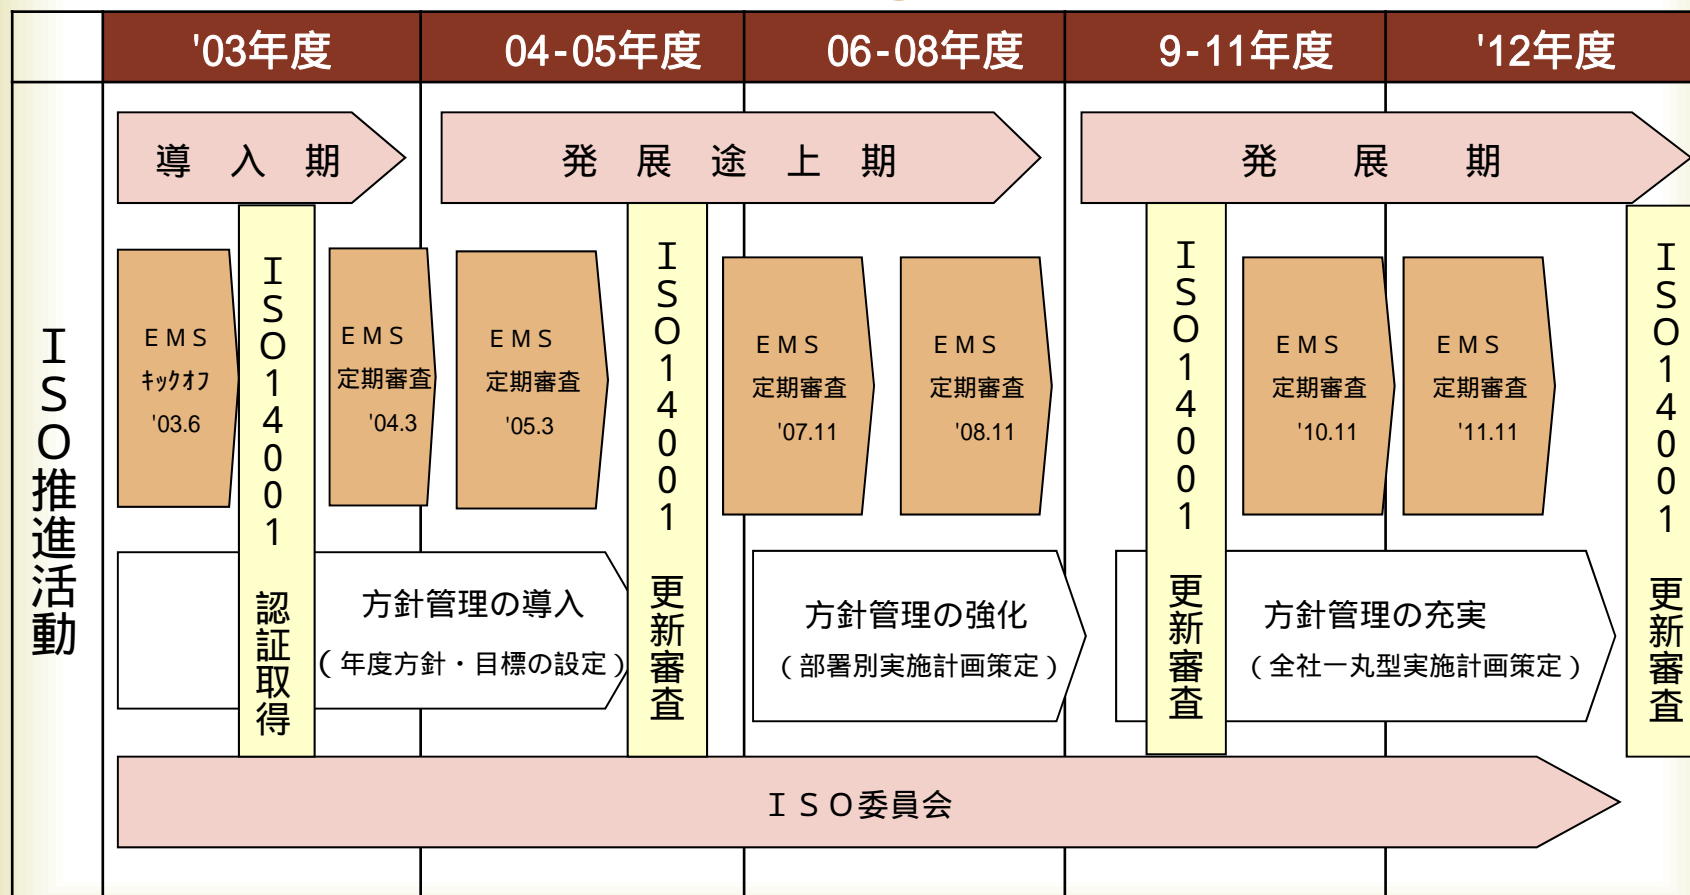 '03年度
04-05年度
06-08年度
9-11年度
'12年度
ＩＳＯ推進活動
導入期
発展途上期
発展期
ＥＭＳ
ｷｯｸｵﾌ
'03.6
ＩＳＯ１４００１ 認証取得
ＥＭＳ
定期審査
'04.3
ＥＭＳ
定期審査
'05.3
ＩＳＯ１４００１ 更新審査
ＥＭＳ
定期審査
'07.11
ＥＭＳ
定期審査
'08.11
ＩＳＯ１４００１ 更新審査
ＥＭＳ
定期審査
'10.11
ＥＭＳ
定期審査
'11.11
ＩＳＯ１４００１ 更新審査
方針管理の導入
（年度方針・目標の設定）
方針管理の強化
（部署別実施計画策定）
方針管理の充実
（全社一丸型実施計画策定）
ＩＳＯ委員会